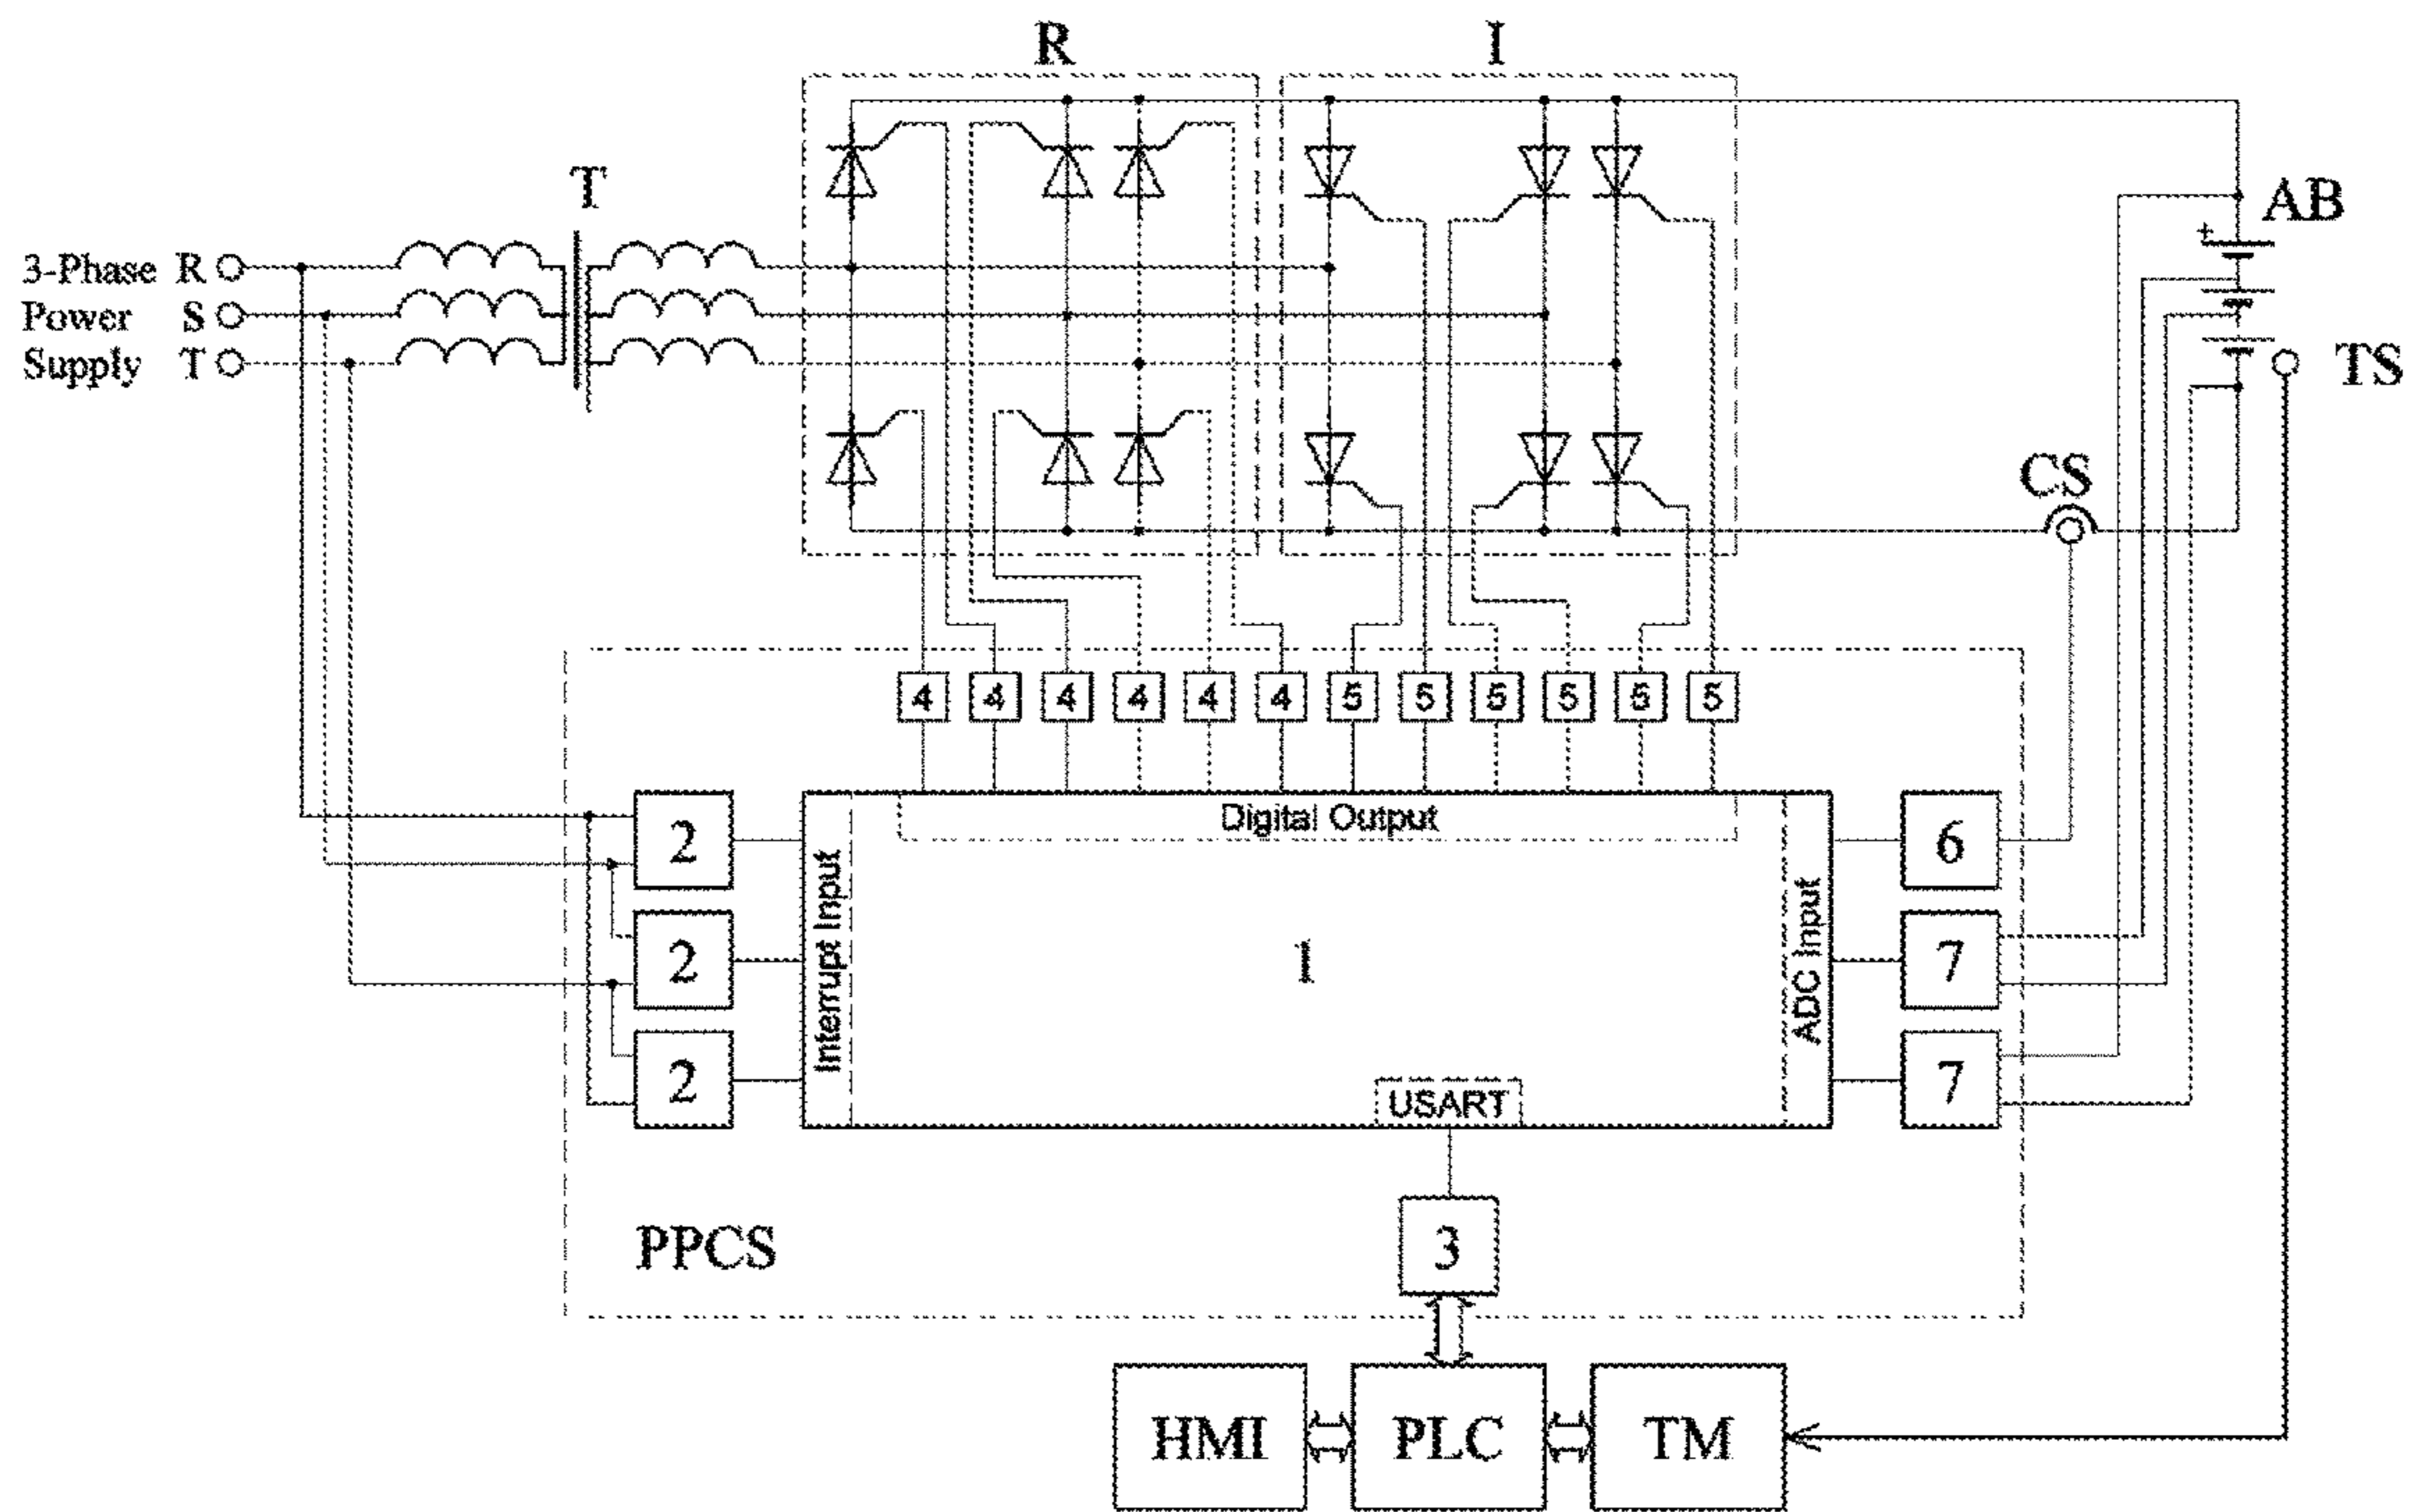 R I
T
3-Phase R
Power S
Supply T
AB
+
TS
CS
4 4 4 4 4 4 5 5 5 5 5 5
Digital Output
2 2 2
Interrupt Input
1
ADC Input
6
7
7
USART
3
PPCS
HMI PLC TM